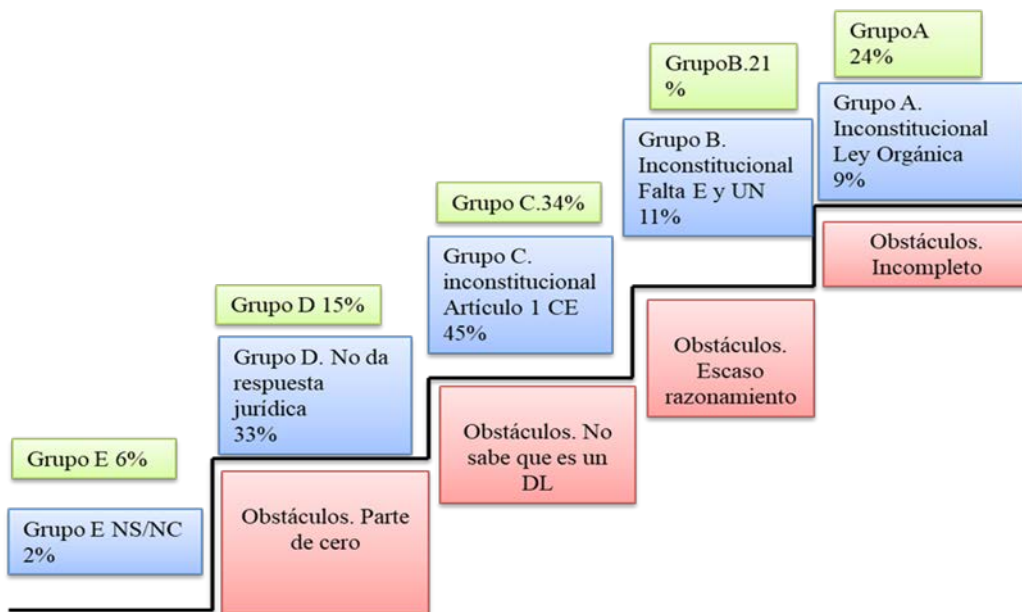 GrupoA
24%
Grupo A.
Inconstitucional
Ley Orgánica
9%
Obstáculos.
Incompleto
GrupoB.21
%
Grupo B.
Inconstitucional
Falta E y UN
11%
Obstáculos.
Escaso
razonamiento
Grupo C.34%
Grupo C.
inconstitucional
Artículo 1 CE
45%
Obstáculos. No
sabe que es un
DL
Grupo D 15%
Grupo D. No da
respuesta
jurídica
33%
Obstáculos. Parte
de cero
Grupo E 6%
Grupo E NS/NC
2%